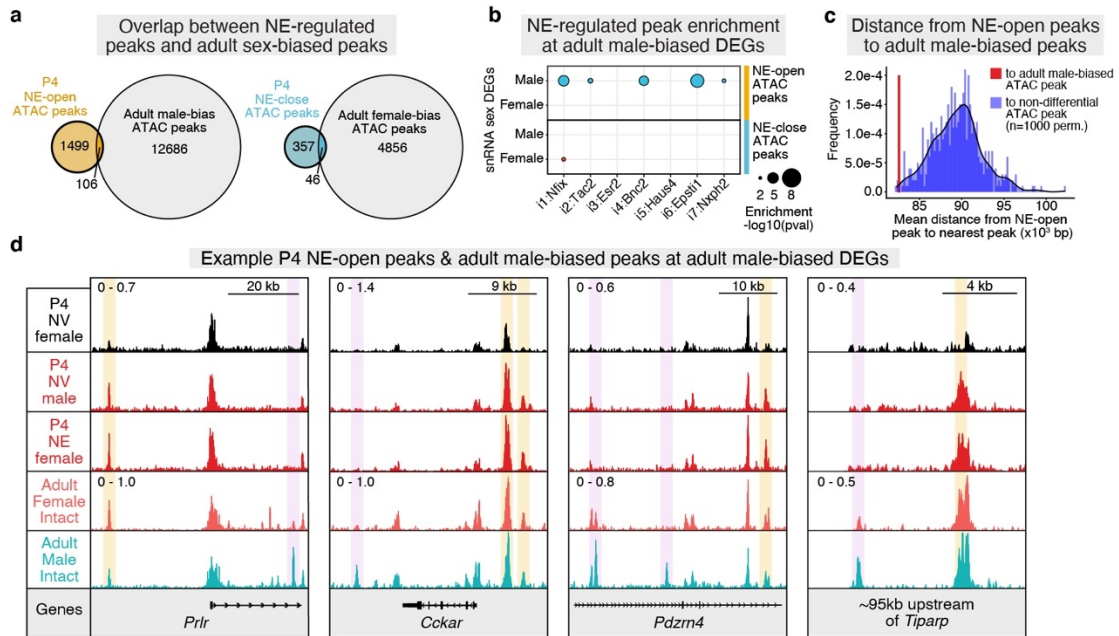 a
Overlap between NE-regulated
peaks and adult sex-biased peaks
P4
NE-open
ATAC peaks
1499
106
Adult male-bias
ATAC peaks
12686
P4
NE-close
ATAC peaks
357
46
Adult female-bias
ATAC peaks
4856
b
NE-regulated peak enrichment
at adult male-biased DEGs
snRNA sex DEGs
Male
Female
Male
Female
i1:Nfix
i2:Tac2
i3:Esr2
i4:Bnc2
i5:Haus4
i6:Epsti1
i7:Nxph2
NE-open
ATAC
peaks
NE-close
ATAC
peaks
2 5 8
Enrichment
-log10(pval)
c
Distance from NE-open peaks
to adult male-biased peaks
Frequency
2.0e-4
1.5e-4
1.0e-4
5.0e-5
0.0
to adult male-biased
ATAC peak
to non-differential
ATAC peak
(n=1000 perm.)
85 90 95 100
Mean distance from NE-open
peak to nearest peak (x10³ bp)
d
Example P4 NE-open peaks & adult male-biased peaks at adult male-biased DEGs
P4
NV
female
0 - 0.7
20 kb
0 - 1.4
9 kb
0 - 0.6
10 kb
0 - 0.4
4 kb
P4
NV
male
P4
NE
female
Adult
Female
Intact
0 - 1.0
0 - 1.0
0 - 0.8
0 - 0.5
Adult
Male
Intact
Genes
Prlr
Cckar
Pdzrn4
~95kb upstream
of Tiparp